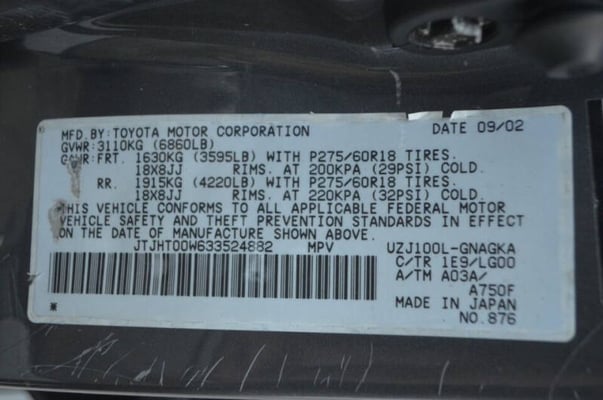 MFD.BY:TOYOTA MOTOR CORPORATION DATE 09/02
GVWR:3110KG (6860LB)
GAWR:FRT. 1630KG (3595LB) WITH P275/60R18 TIRES.
18X8JJ RIMS. AT 200KPA (29PSI) COLD.
RR. 1915KG (4220LB) WITH P275/60R18 TIRES.
18X8JJ RIMS. AT 220KPA (32PSI) COLD.
THIS VEHICLE CONFORMS TO ALL APPLICABLE FEDERAL MOTOR
VEHICLE SAFETY AND THEFT PREVENTION STANDARDS IN EFFECT
ON THE DATE OF MANUFACTURE SHOWN ABOVE.
JTJHT00W633524882 MPV UZJ100L-GNAGKA
C/TR 1E9/LG00
A/TM A03A/
A750F
MADE IN JAPAN
NO.876